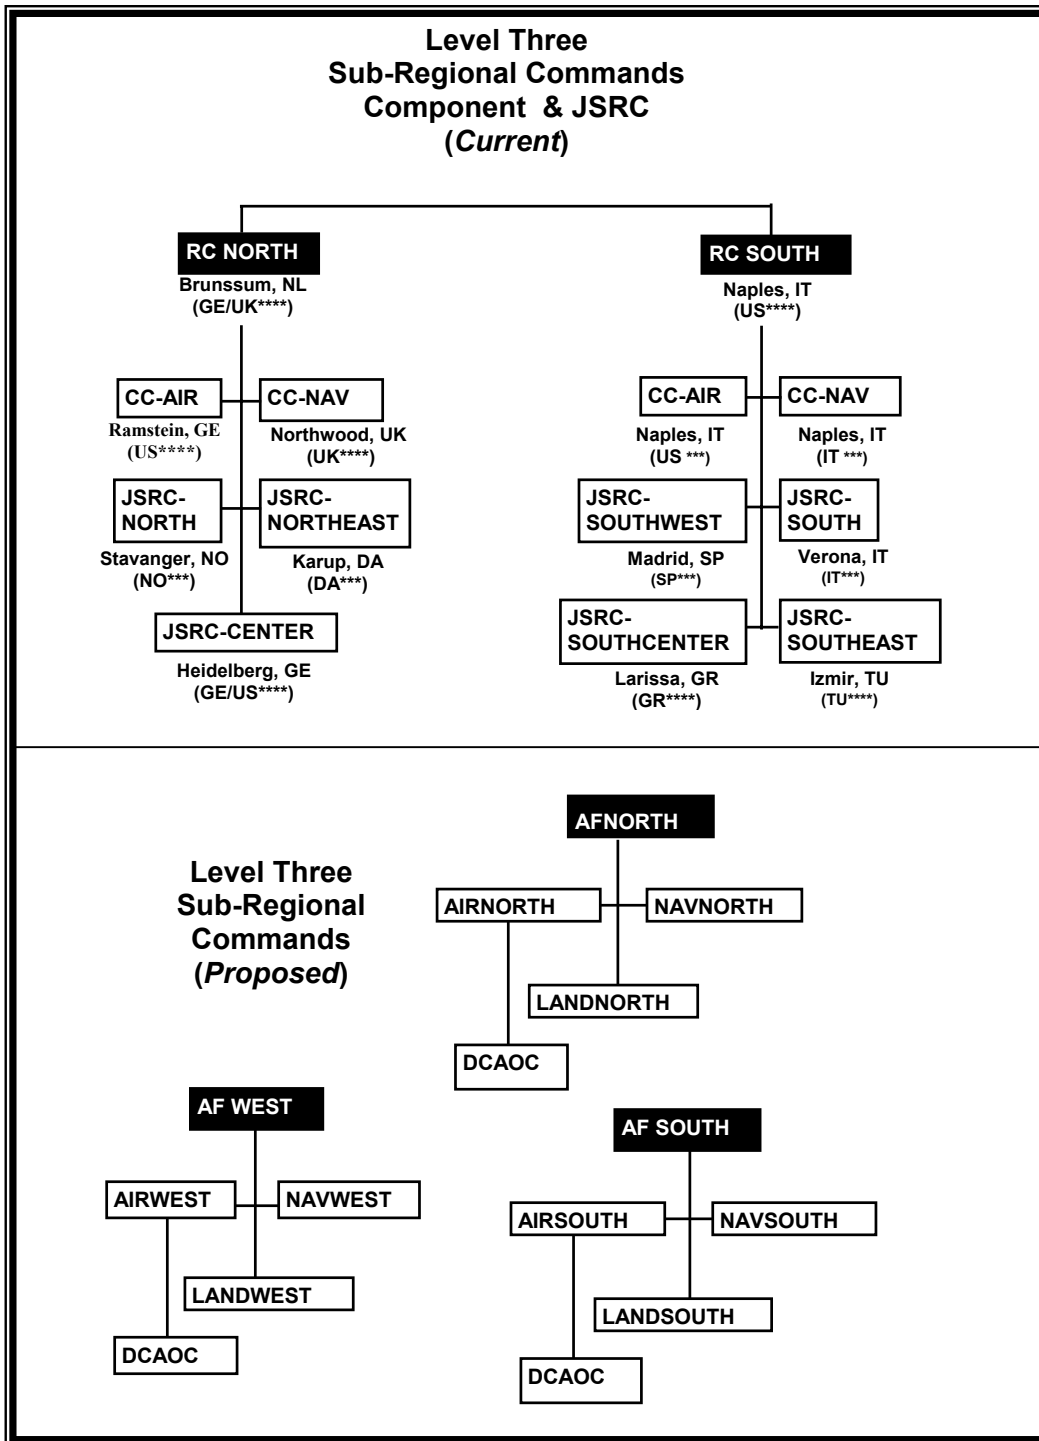 Level Three
Sub-Regional Commands
Component & JSRC
(Current)
RC NORTH
Brunssum, NL
(GE/UK****)
RC SOUTH
Naples, IT
(US****)
CC-AIR
Ramstein, GE
(US****)
CC-NAV
Northwood, UK
(UK****)
JSRC-
NORTH
Stavanger, NO
(NO***)
JSRC-
NORTHEAST
Karup, DA
(DA***)
JSRC-CENTER
Heidelberg, GE
(GE/US****)
CC-AIR
Naples, IT
(US ***)
CC-NAV
Naples, IT
(IT ***)
JSRC-
SOUTHWEST
Madrid, SP
(SP***)
JSRC-
SOUTH
Verona, IT
(IT***)
JSRC-
SOUTHCENTER
Larissa, GR
(GR****)
JSRC-
SOUTHEAST
Izmir, TU
(TU****)
Level Three
Sub-Regional
Commands
(Proposed)
AFNORTH
AIRNORTH
NAVNORTH
LANDNORTH
DCAOC
AF WEST
AIRWEST
NAVWEST
LANDWEST
DCAOC
AF SOUTH
AIRSOUTH
NAVSOUTH
LANDSOUTH
DCAOC